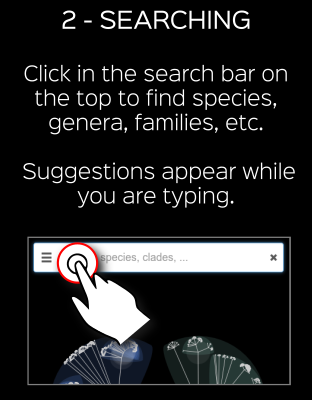 2 - SEARCHING
Click in the search bar on
the top to find species,
genera, families, etc.
Suggestions appear while
you are typing.
species, clades, ...